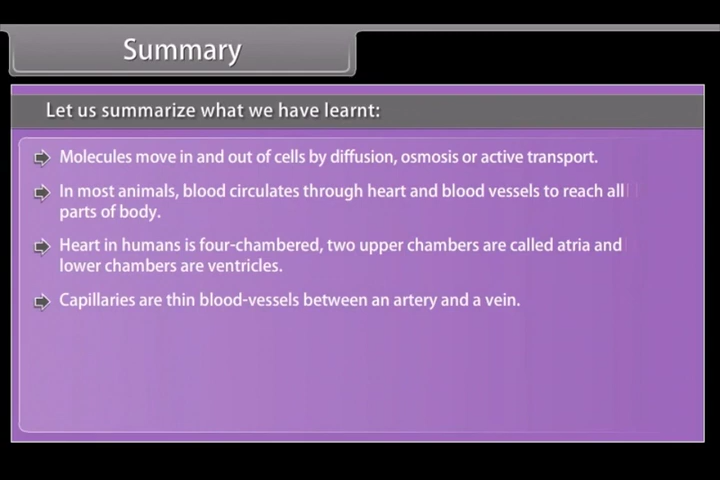 Summary
Let us summarize what we have learnt:
Molecules move in and out of cells by diffusion, osmosis or active transport.
In most animals, blood circulates through heart and blood vessels to reach all
parts of body.
Heart in humans is four-chambered, two upper chambers are called atria and
lower chambers are ventricles.
Capillaries are thin blood-vessels between an artery and a vein.